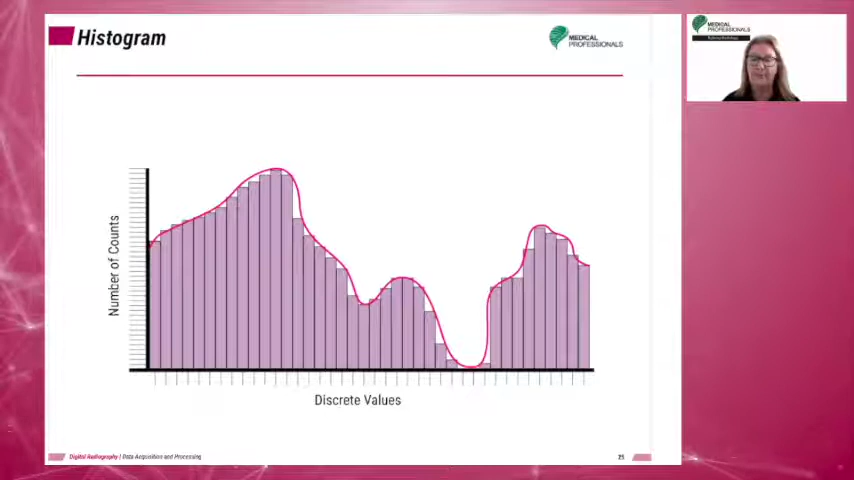 Histogram
MEDICAL
PROFESSIONALS
Number of Counts
Discrete Values
Digital Radiography | Data Acquisition and Processing
25
MEDICAL
PROFESSIONALS